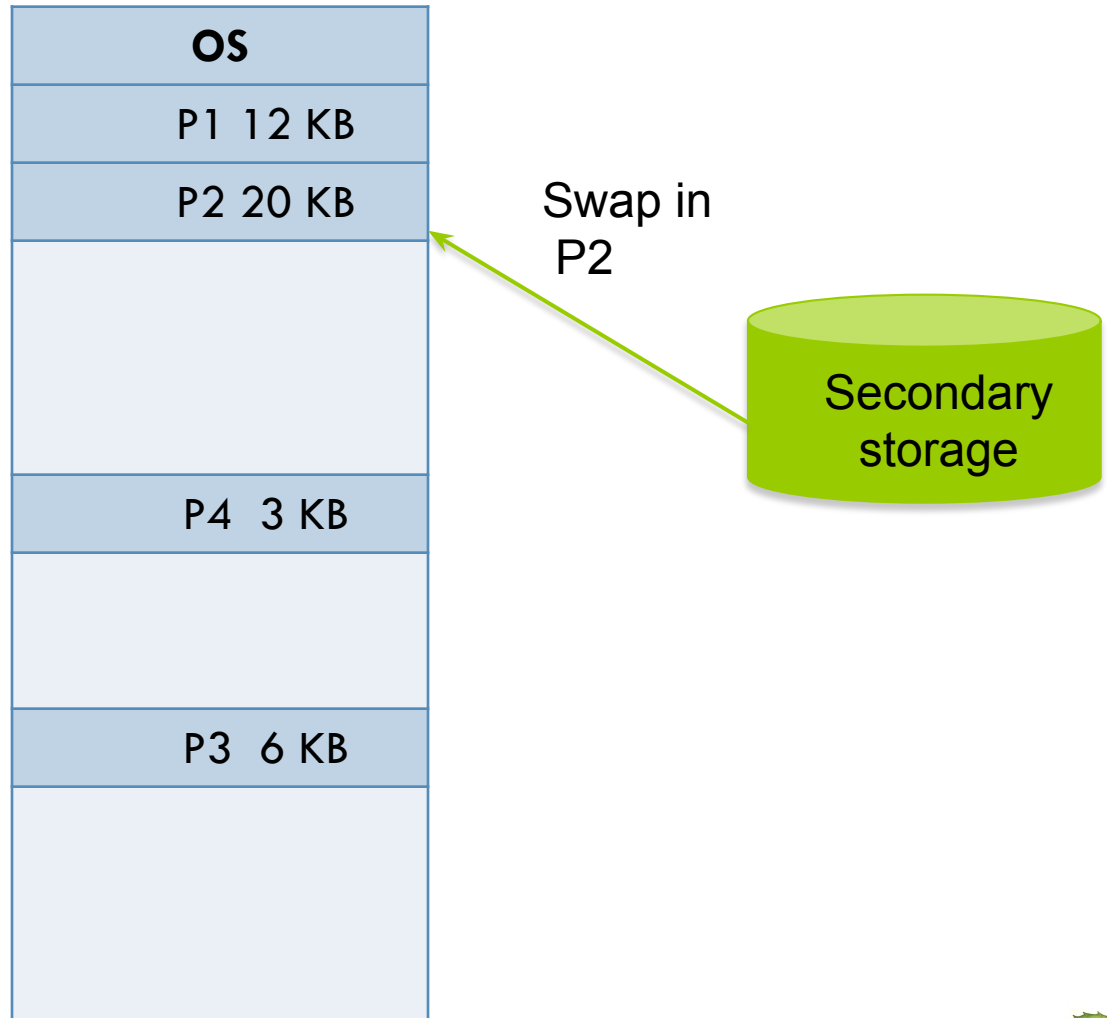 OS
P1 12 KB
P2 20 KB
Swap in
P2
Secondary
storage
P4 3 KB
P3 6 KB